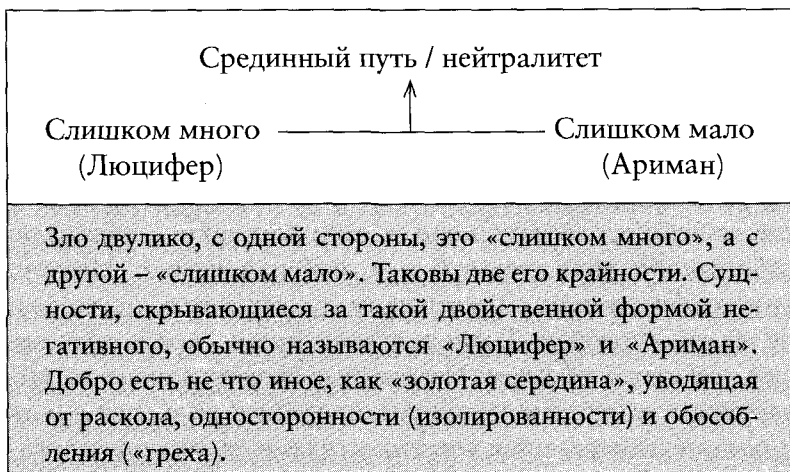 Срединный путь / нейтралитет
Слишком много Слишком мало
(Люцифер) (Ариман)
Зло двулико, с одной стороны, это «слишком много», а с
другой – «слишком мало». Таковы две его крайности. Сущ-
ности, скрывающиеся за такой двойственной формой не-
гативного, обычно называются «Люцифер» и «Ариман».
Добро есть не что иное, как «золотая середина», уводящая
от раскола, односторонности (изолированности) и обособ-
ления («греха).